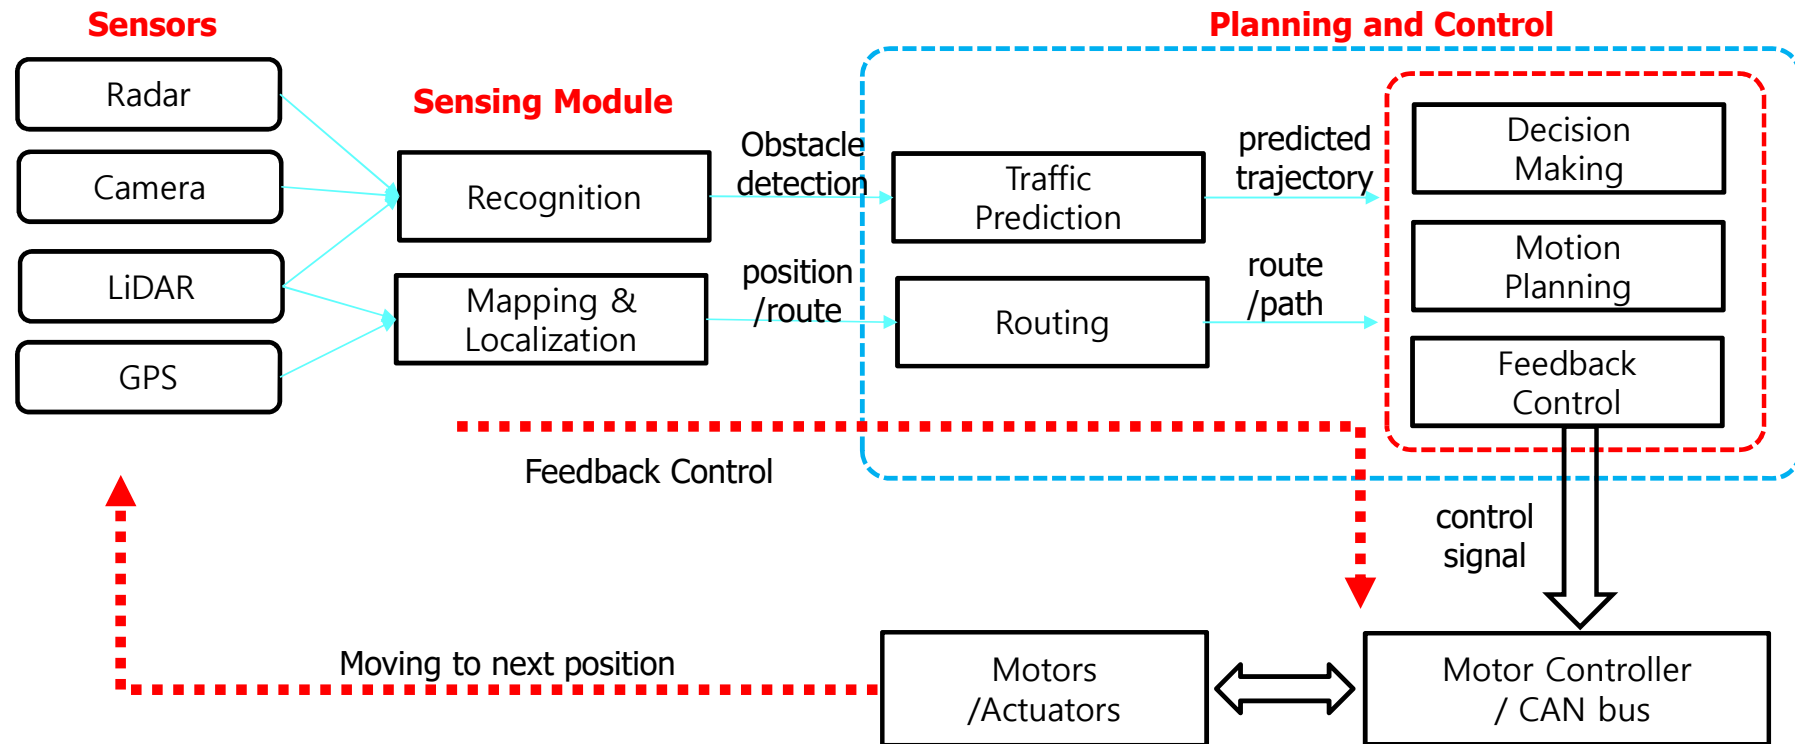 Sensors
Radar
Camera
LiDAR
GPS
Sensing Module
Recognition
Mapping &
Localization
Obstacle
detection
position
/route
Planning and Control
Traffic
Prediction
Routing
predicted
trajectory
route
/path
Decision
Making
Motion
Planning
Feedback
Control
Feedback Control
control
signal
Moving to next position
Motors
/Actuators
Motor Controller
/ CAN bus